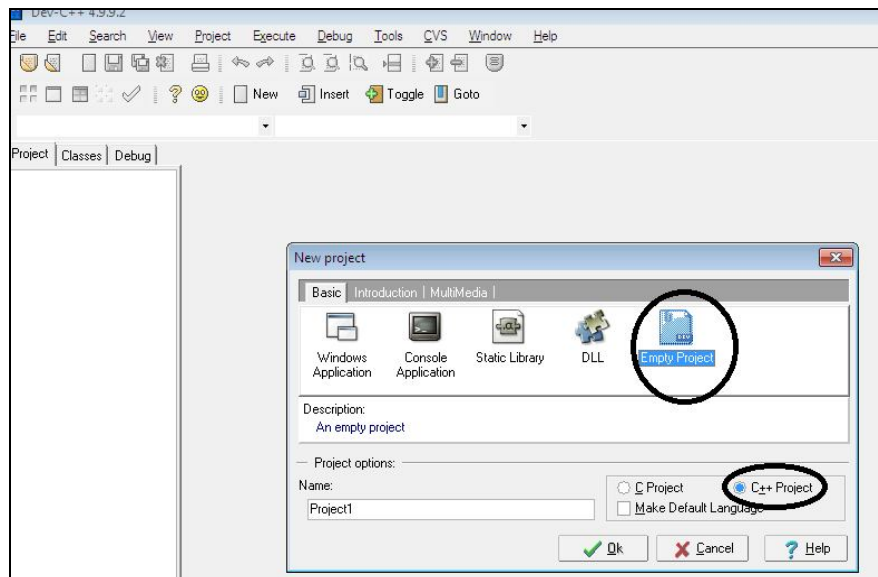 Dev-C++ 4.9.9.2
File Edit Search View Project Execute Debug Tools CVS Window Help
New Insert Toggle Goto
Project Classes Debug
New project
Basic Introduction MultiMedia
Windows Application Console Application Static Library DLL Empty Project
Description:
An empty project
Project options:
Name:
C Project C++ Project
Project1
Make Default Language
Ok Cancel Help